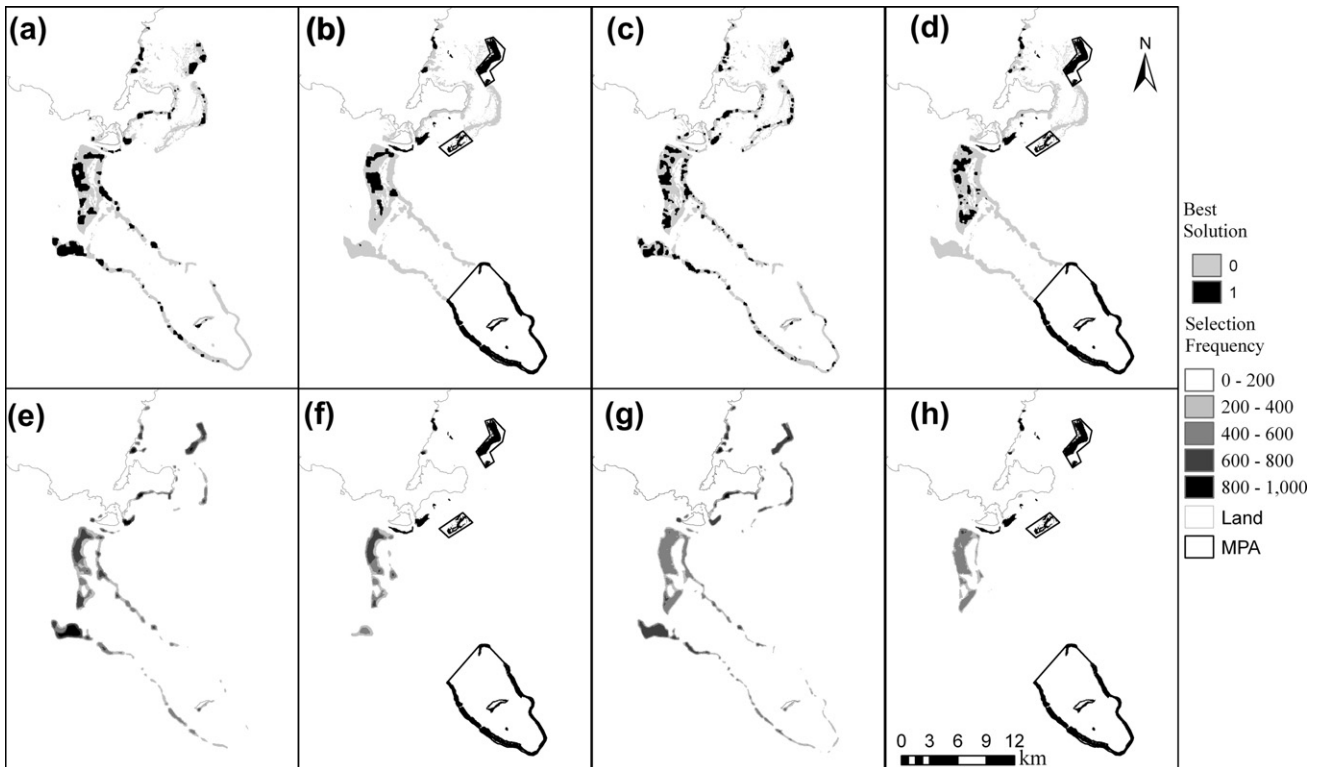 (a)
(b)
(c)
(d)
N
Best
Solution
0
1
Selection
Frequency
0 - 200
200 - 400
400 - 600
600 - 800
800 - 1,000
Land
MPA
(e)
(f)
(g)
(h)
0 3 6 9 12
km